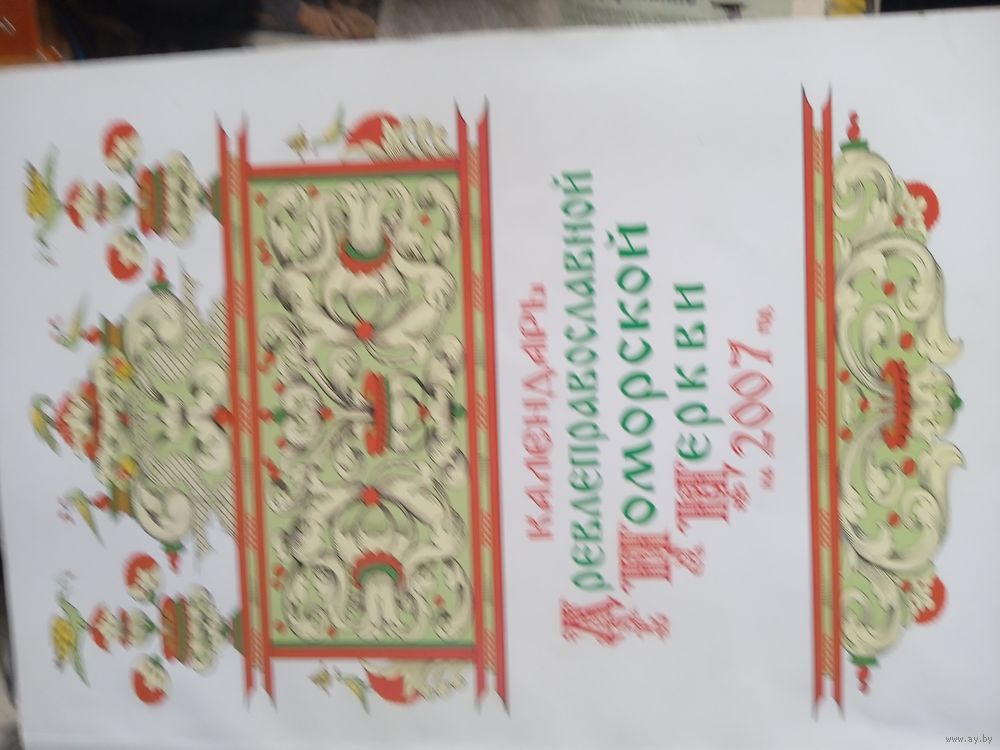 календарь
Древлеправославной
Поморской
Церкви
на 2007 год
www.ay.by